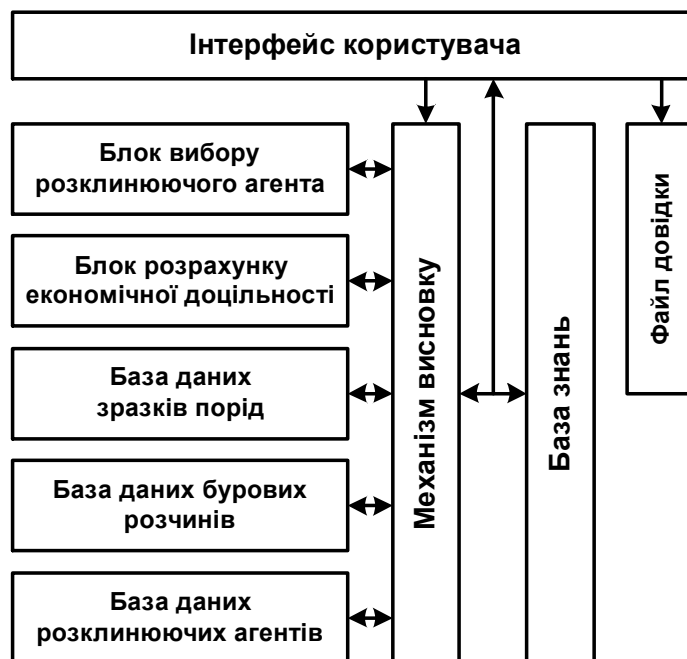 Інтерфейс користувача
Блок вибору
розклинюючого агента
Блок розрахунку
економічної доцільності
База даних
зразків порід
База даних бурових
розчинів
База даних
розклинюючих агентів
Механізм висновку
База знань
Файл довідки